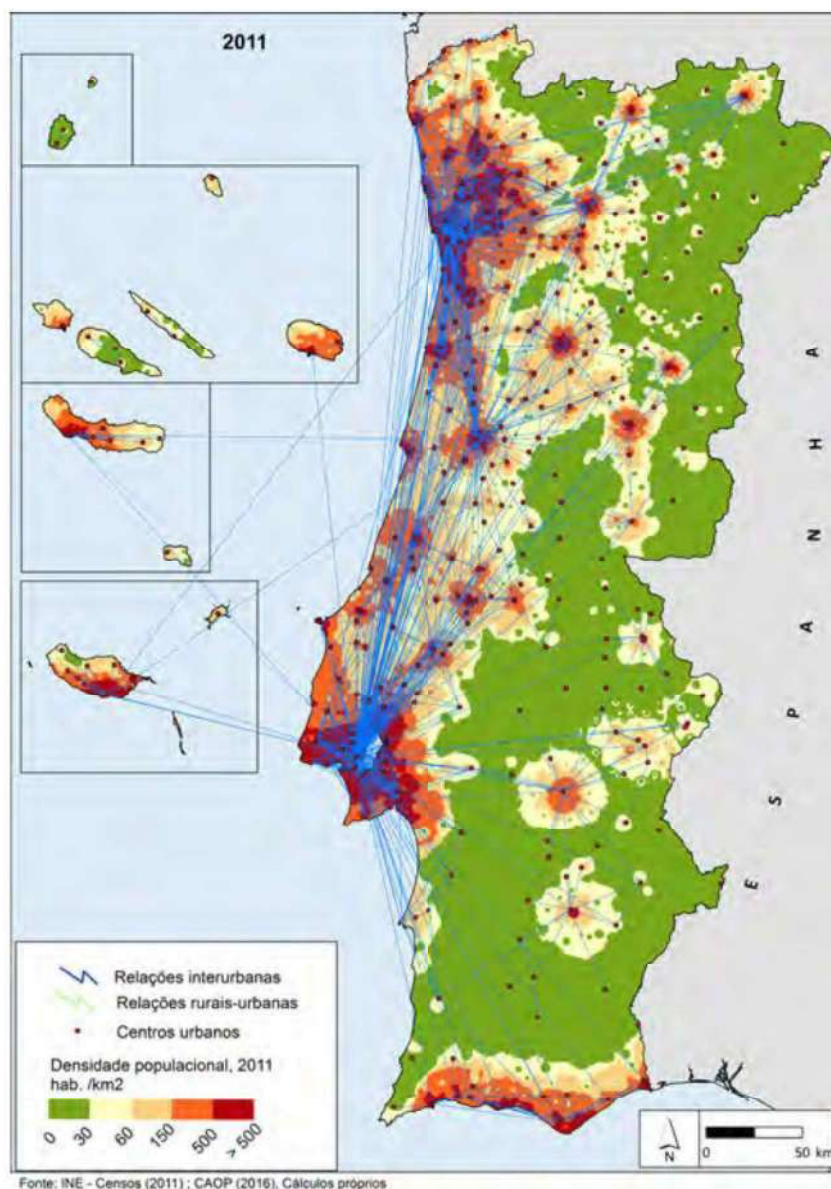 2011
ESPANHA
Relações interurbanas
Relações rurais-urbanas
Centros urbanos
Densidade populacional, 2011
hab. /km2
0 30 60 150 500 > 500
N
0 50 km
Fonte: INE - Censos (2011) ; CAOP (2016), Cálculos próprios